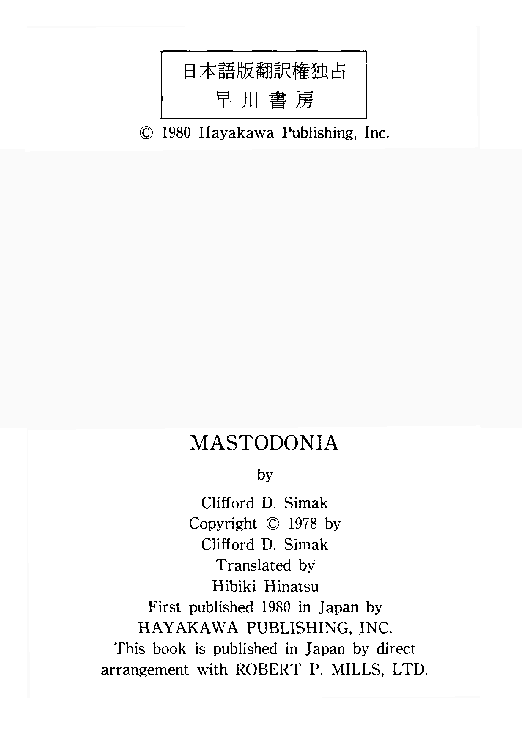 日本語版翻訳権独占
早川書房
© 1980 Hayakawa Publishing, Inc.
MASTODONIA
by
Clifford D. Simak
Copyright © 1978 by
Clifford D. Simak
Translated by
Hibiki Hinatsu
First published 1980 in Japan by
HAYAKAWA PUBLISHING, INC.
This book is published in Japan by direct
arrangement with ROBERT P. MILLS, LTD.